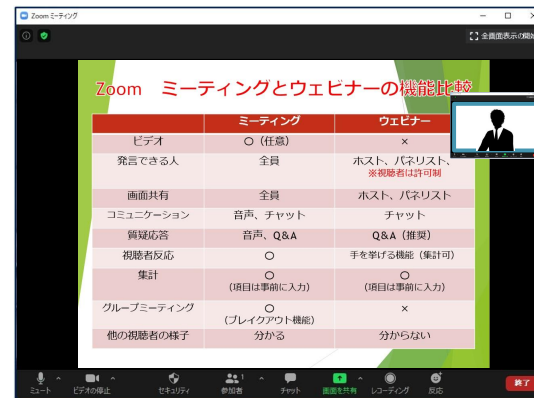 Zoom ミーティング
全画面表示の開始
Zoom ミーティングとウェビナーの機能比較
ミーティング ウェビナー
ビデオ 〇（任意） ×
発言できる人 全員 ホスト、パネリスト、
※視聴者は許可制
画面共有 全員 ホスト、パネリスト
コミュニケーション 音声、チャット チャット
質疑応答 音声、Q&A Q&A（推奨）
視聴者反応 〇 手を挙げる機能（集計可）
集計 〇 〇
（項目は事前に入力） （項目は事前に入力）
グループミーティング 〇 ×
（ブレイクアウト機能）
他の視聴者の様子 分かる 分からない
1
ミュート ビデオの停止 セキュリティ 参加者 チャット 画面を共有 レコーディング 反応 終了